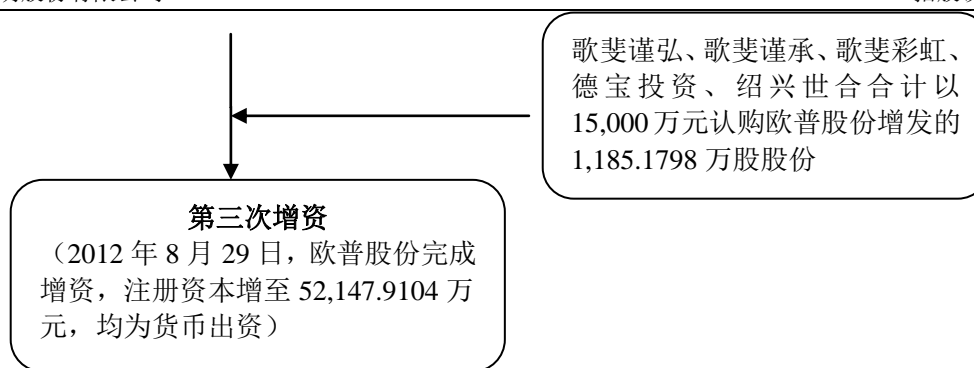 歌斐谨弘、歌斐谨承、歌斐彩虹、
德宝投资、绍兴世合合计以
15,000 万元认购欧普股份增发的
1,185.1798 万股股份
第三次增资
（2012 年 8 月 29 日，欧普股份完成
增资，注册资本增至 52,147.9104 万
元，均为货币出资）